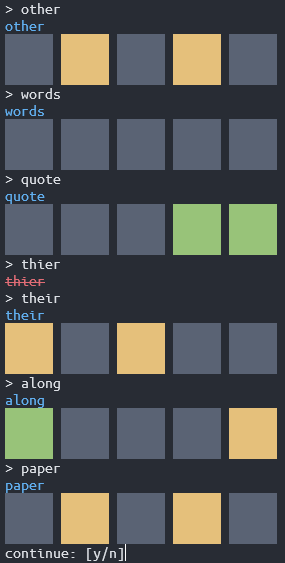 > other
other
> words
words
> quote
quote
> thier
thier
> their
their
> along
along
> paper
paper
continue: [y/n]